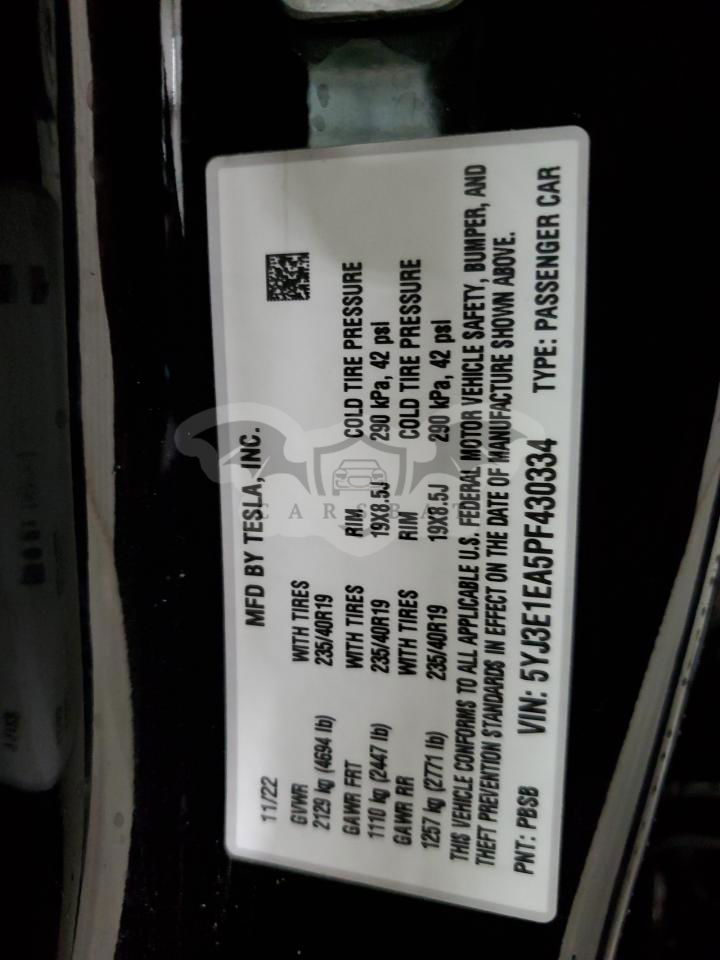 MFD BY TESLA, INC.
11/22
GVWR WITH TIRES RIM COLD TIRE PRESSURE
2129 kg (4694 lb) 235/40R19 19X8.5J 290 kPa, 42 psi
GAWR FRT WITH TIRES RIM COLD TIRE PRESSURE
1110 kg (2447 lb) 235/40R19 19X8.5J 290 kPa, 42 psi
GAWR RR WITH TIRES
1257 kg (2771 lb) 235/40R19
THIS VEHICLE CONFORMS TO ALL APPLICABLE U.S. FEDERAL MOTOR VEHICLE SAFETY, BUMPER, AND
THEFT PREVENTION STANDARDS IN EFFECT ON THE DATE OF MANUFACTURE SHOWN ABOVE.
PNT: PBSB VIN: 5YJ3E1EA5PF430334 TYPE: PASSENGER CAR
CARSBAT